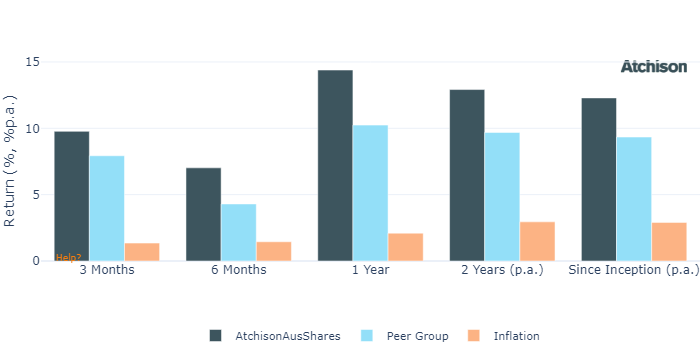 15
Atchison
10
5
0
Return (%, %p.a.)
Help?
3 Months
6 Months
1 Year
2 Years (p.a.)
Since Inception (p.a.)
AtchisonAusShares
Peer Group
Inflation